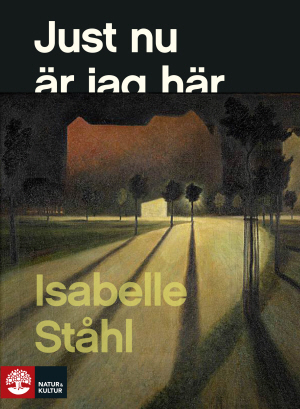 Just nu
är jag här
Isabelle
Ståhl
NATUR &
KULTUR